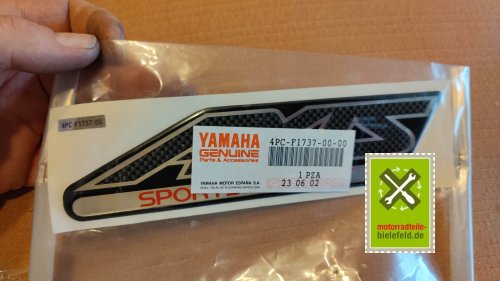 4PC-F1737-00
YAMAHA
GENUINE
Parts & Accessories
4PC-F1737-00-00
1 PZA
23 06 02
YAMAHA MOTOR ESPAÑA S.A.
SPORT
motorradteile-
bielefeld.de